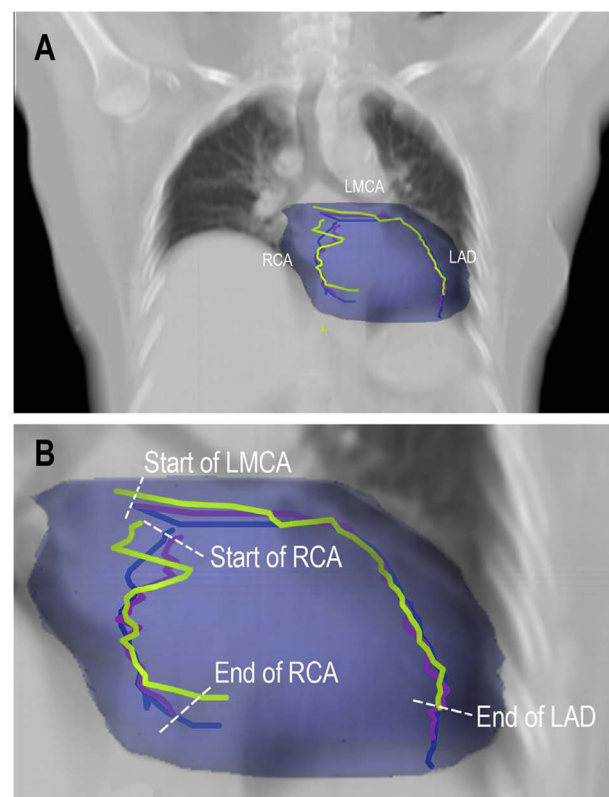 A
LMCA
RCA
LAD
B
Start of LMCA
Start of RCA
End of RCA
End of LAD